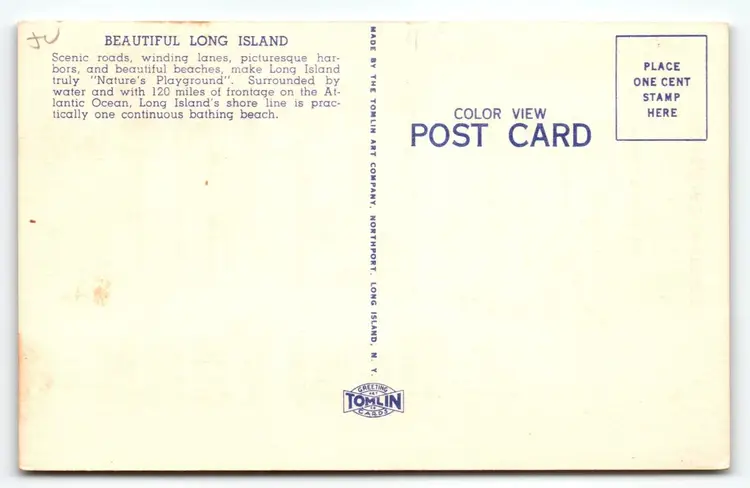 BEAUTIFUL LONG ISLAND
Scenic roads, winding lanes, picturesque har-
bors, and beautiful beaches, make Long Island
truly "Nature's Playground". Surrounded by
water and with 120 miles of frontage on the At-
lantic Ocean, Long Island's shore line is prac-
tically one continuous bathing beach.
MADE BY THE TOMLIN ART COMPANY, NORTHPORT, LONG ISLAND, N. Y.
COLOR VIEW
POST CARD
PLACE
ONE CENT
STAMP
HERE
GREETING
ART
TOMLIN
IN
CARDS